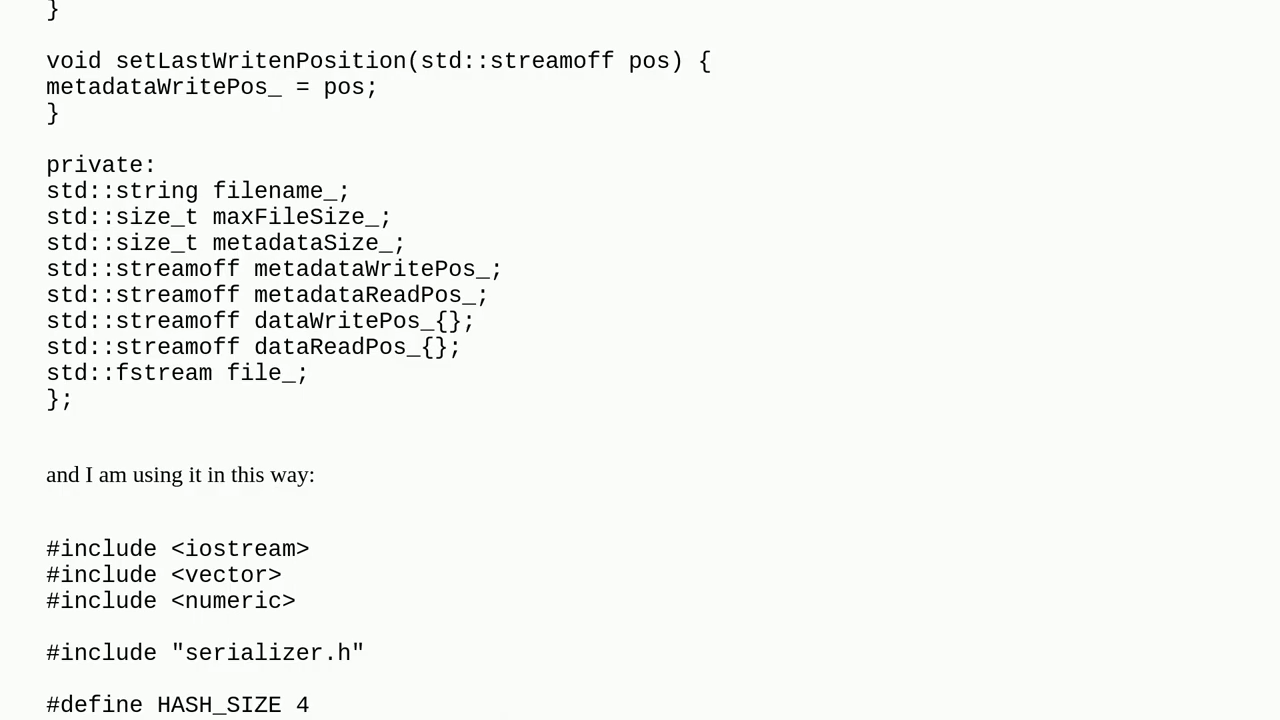 }
void setLastWritenPosition(std::streamoff pos) {
metadataWritePos_ = pos;
}
private:
std::string filename_;
std::size_t maxFileSize_;
std::size_t metadataSize_;
std::streamoff metadataWritePos_;
std::streamoff metadataReadPos_;
std::streamoff dataWritePos_{};
std::streamoff dataReadPos_{};
std::fstream file_;
};
and I am using it in this way:
#include <iostream>
#include <vector>
#include <numeric>
#include "serializer.h"
#define HASH_SIZE 4